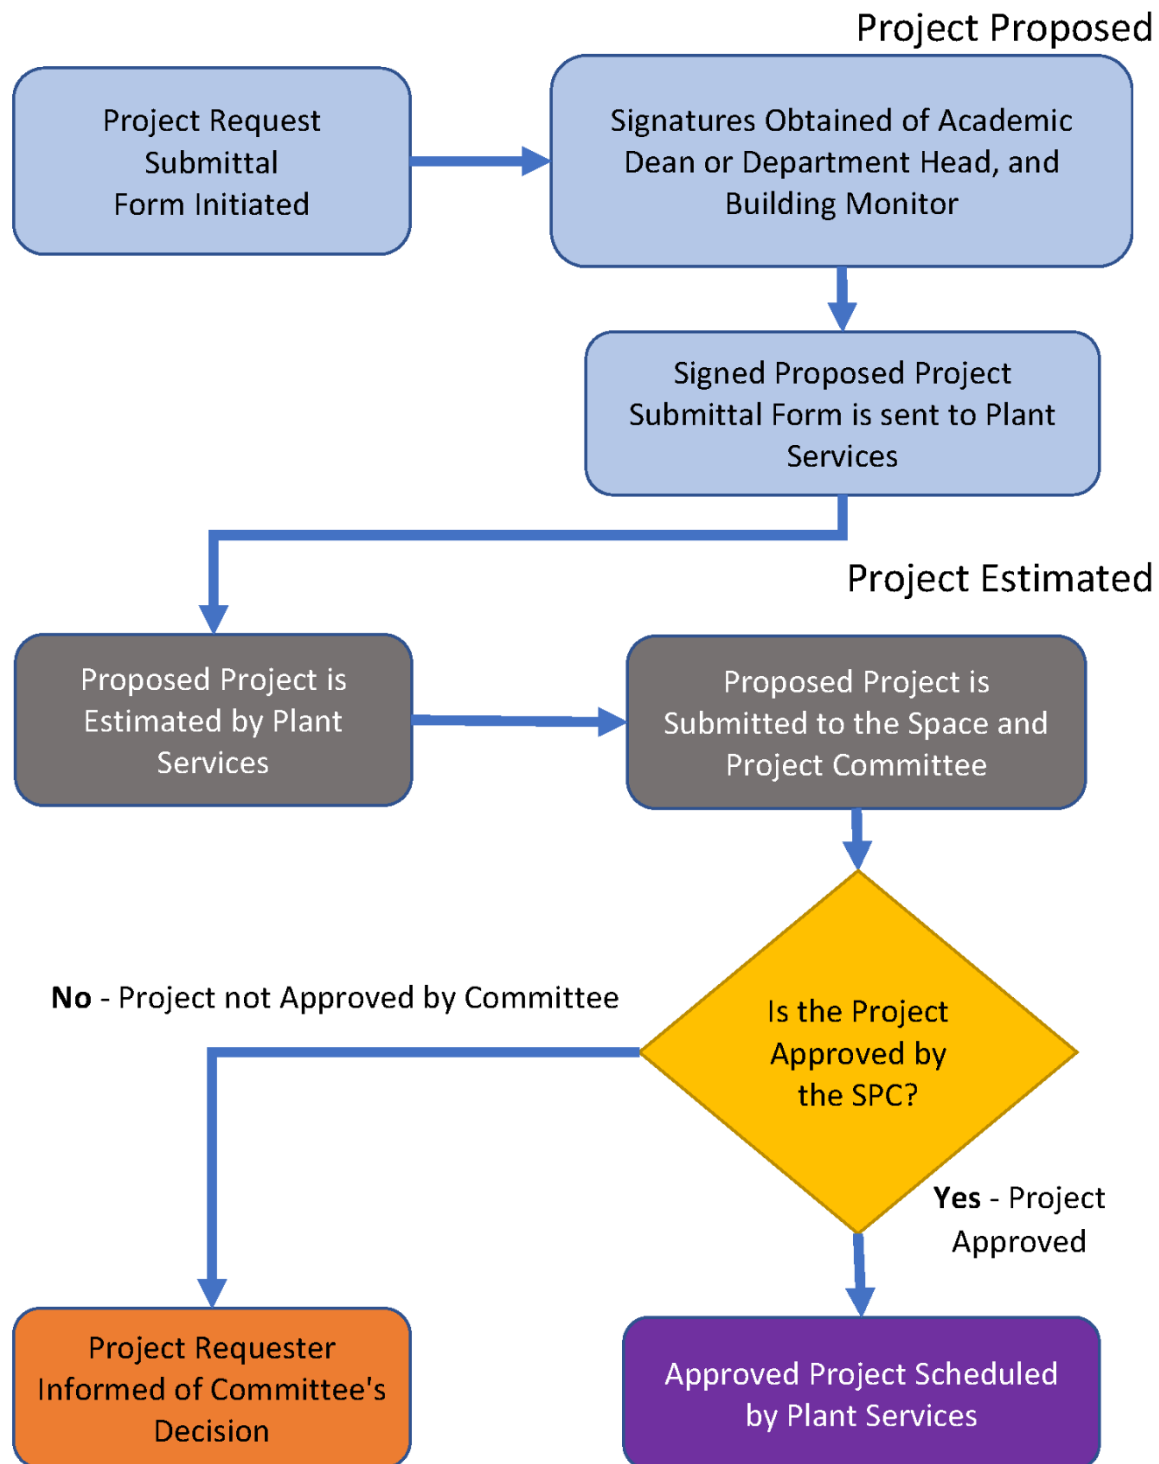 Project Proposed
Project Request
Submittal
Form Initiated
Signatures Obtained of Academic
Dean or Department Head, and
Building Monitor
Signed Proposed Project
Submittal Form is sent to Plant
Services
Project Estimated
Proposed Project is
Estimated by Plant
Services
Proposed Project is
Submitted to the Space and
Project Committee
No - Project not Approved by Committee
Is the Project
Approved by
the SPC?
Yes - Project
Approved
Project Requester
Informed of Committee's
Decision
Approved Project Scheduled
by Plant Services